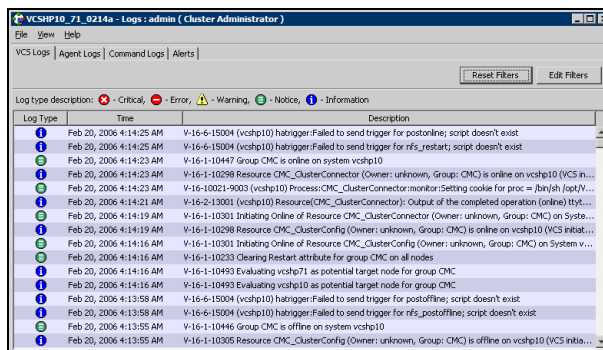 VCSHP10_71_0214a - Logs : admin ( Cluster Administrator )
File View Help
VCS Logs Agent Logs Command Logs Alerts
Reset Filters Edit Filters
Log type description: - Critical, - Error, - Warning, - Notice, - Information
Log Type Time Description
Feb 20, 2006 4:14:25 AM V-16-6-15004 (vcshp10) hatrigger:Failed to send trigger for postonline; script doesn't exist
Feb 20, 2006 4:14:25 AM V-16-6-15004 (vcshp10) hatrigger:Failed to send trigger for nfs_restart; script doesn't exist
Feb 20, 2006 4:14:23 AM V-16-1-10447 Group CMC is online on system vcshp10
Feb 20, 2006 4:14:23 AM V-16-1-10298 Resource CMC_ClusterConnector (Owner: unknown, Group: CMC) is online on vcshp10 (VCS in...
Feb 20, 2006 4:14:23 AM V-16-10021-9003 (vcshp10) Process:CMC_ClusterConnector:monitor:Setting cookie for proc = /bin/sh /opt/V...
Feb 20, 2006 4:14:21 AM V-16-2-13001 (vcshp10) Resource(CMC_ClusterConnector): Output of the completed operation (online) ttyt...
Feb 20, 2006 4:14:19 AM V-16-1-10301 Initiating Online of Resource CMC_ClusterConnector (Owner: unknown, Group: CMC) on Syste...
Feb 20, 2006 4:14:19 AM V-16-1-10298 Resource CMC_ClusterConfig (Owner: unknown, Group: CMC) is online on vcshp10 (VCS initiat...
Feb 20, 2006 4:14:16 AM V-16-1-10301 Initiating Online of Resource CMC_ClusterConfig (Owner: unknown, Group: CMC) on System v...
Feb 20, 2006 4:14:16 AM V-16-1-10233 Clearing Restart attribute for group CMC on all nodes
Feb 20, 2006 4:14:16 AM V-16-1-10493 Evaluating vcshp71 as potential target node for group CMC
Feb 20, 2006 4:14:16 AM V-16-1-10493 Evaluating vcshp10 as potential target node for group CMC
Feb 20, 2006 4:13:58 AM V-16-6-15004 (vcshp10) hatrigger:Failed to send trigger for postoffline; script doesn't exist
Feb 20, 2006 4:13:58 AM V-16-6-15004 (vcshp10) hatrigger:Failed to send trigger for nfs_postoffline; script doesn't exist
Feb 20, 2006 4:13:55 AM V-16-1-10446 Group CMC is offline on system vcshp10
Feb 20, 2006 4:13:55 AM V-16-1-10305 Resource CMC_ClusterConfig (Owner: unknown, Group: CMC) is offline on vcshp10 (VCS initia...